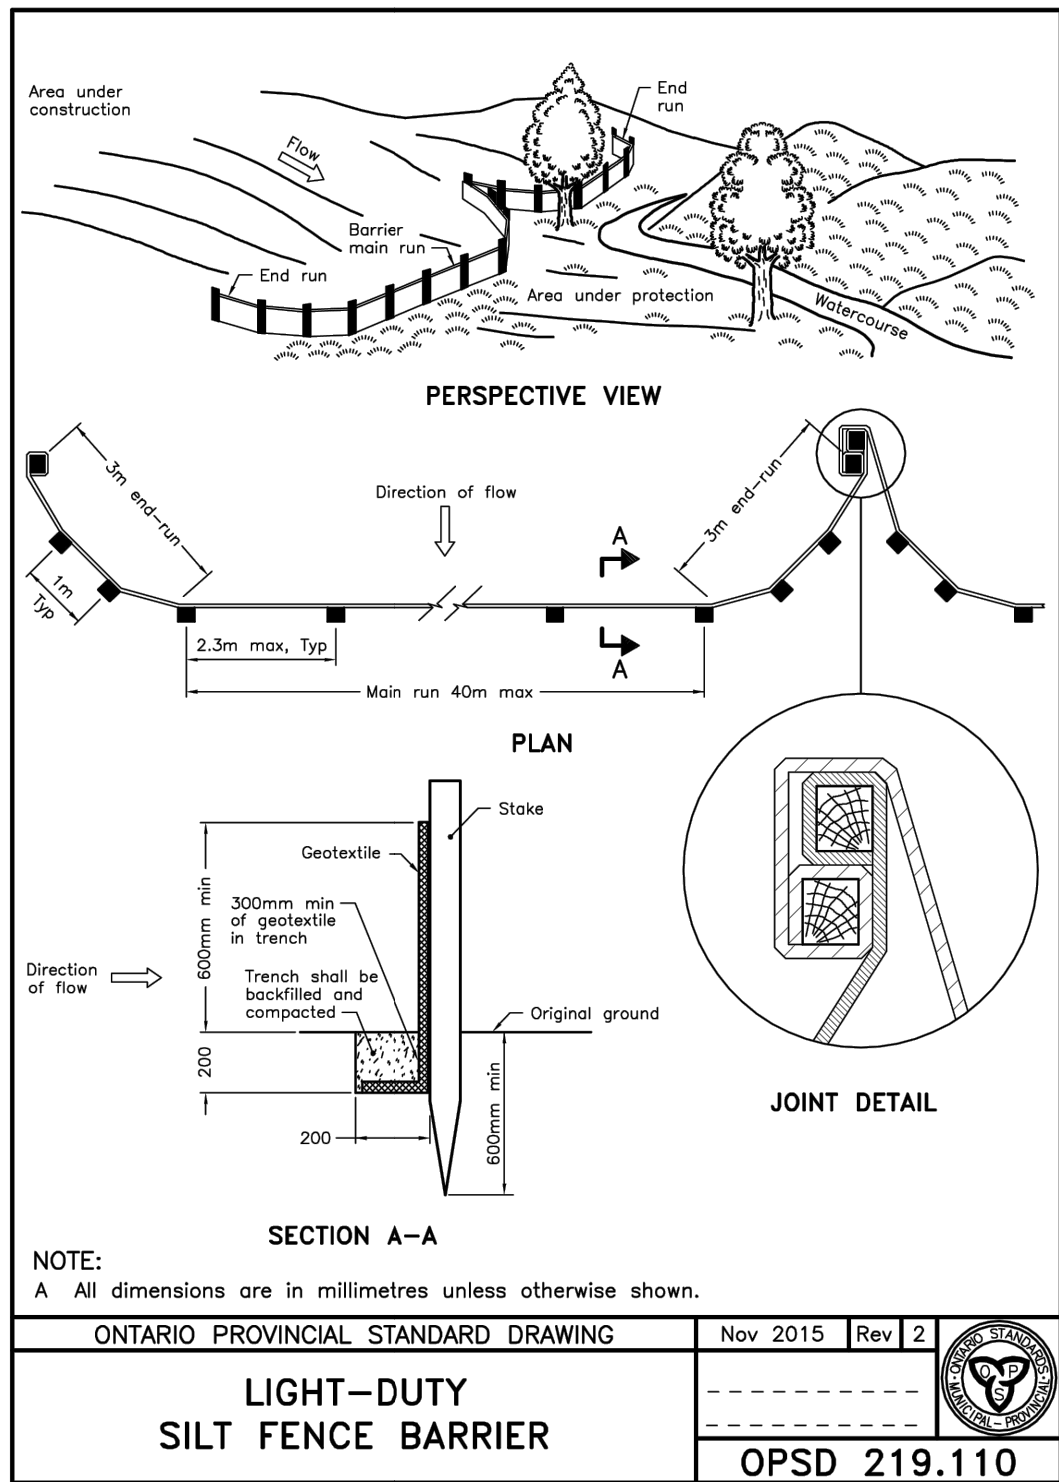 Area under
construction
Flow
End
run
Barrier
main run
End run
Area under protection
Watercourse
PERSPECTIVE VIEW
3m end-run
Direction of flow
3m end-run
A
1m
Typ
2.3m max, Typ
A
Main run 40m max
PLAN
Stake
Geotextile
600mm min
300mm min
of geotextile
in trench
Direction
of flow
Trench shall be
backfilled and
compacted
Original ground
200
200
600mm min
JOINT DETAIL
SECTION A-A
NOTE:
A All dimensions are in millimetres unless otherwise shown.
ONTARIO PROVINCIAL STANDARD DRAWING
Nov 2015 Rev 2
LIGHT-DUTY
SILT FENCE BARRIER
ONTARIO STANDARDS
MUNICIPAL - PROVINCIAL
O P
S
OPSD 219.110